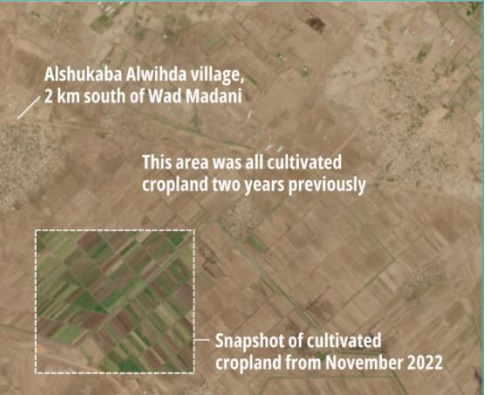 Alshukaba Alwihda village,
2 km south of Wad Madani
This area was all cultivated
cropland two years previously
Snapshot of cultivated
cropland from November 2022